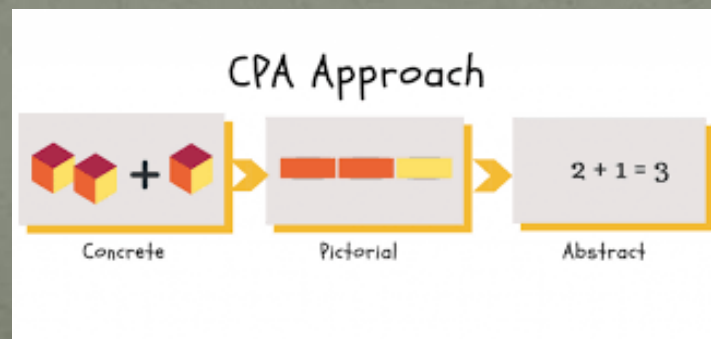 CPA Approach
+
2 + 1 = 3
Concrete
Pictorial
Abstract